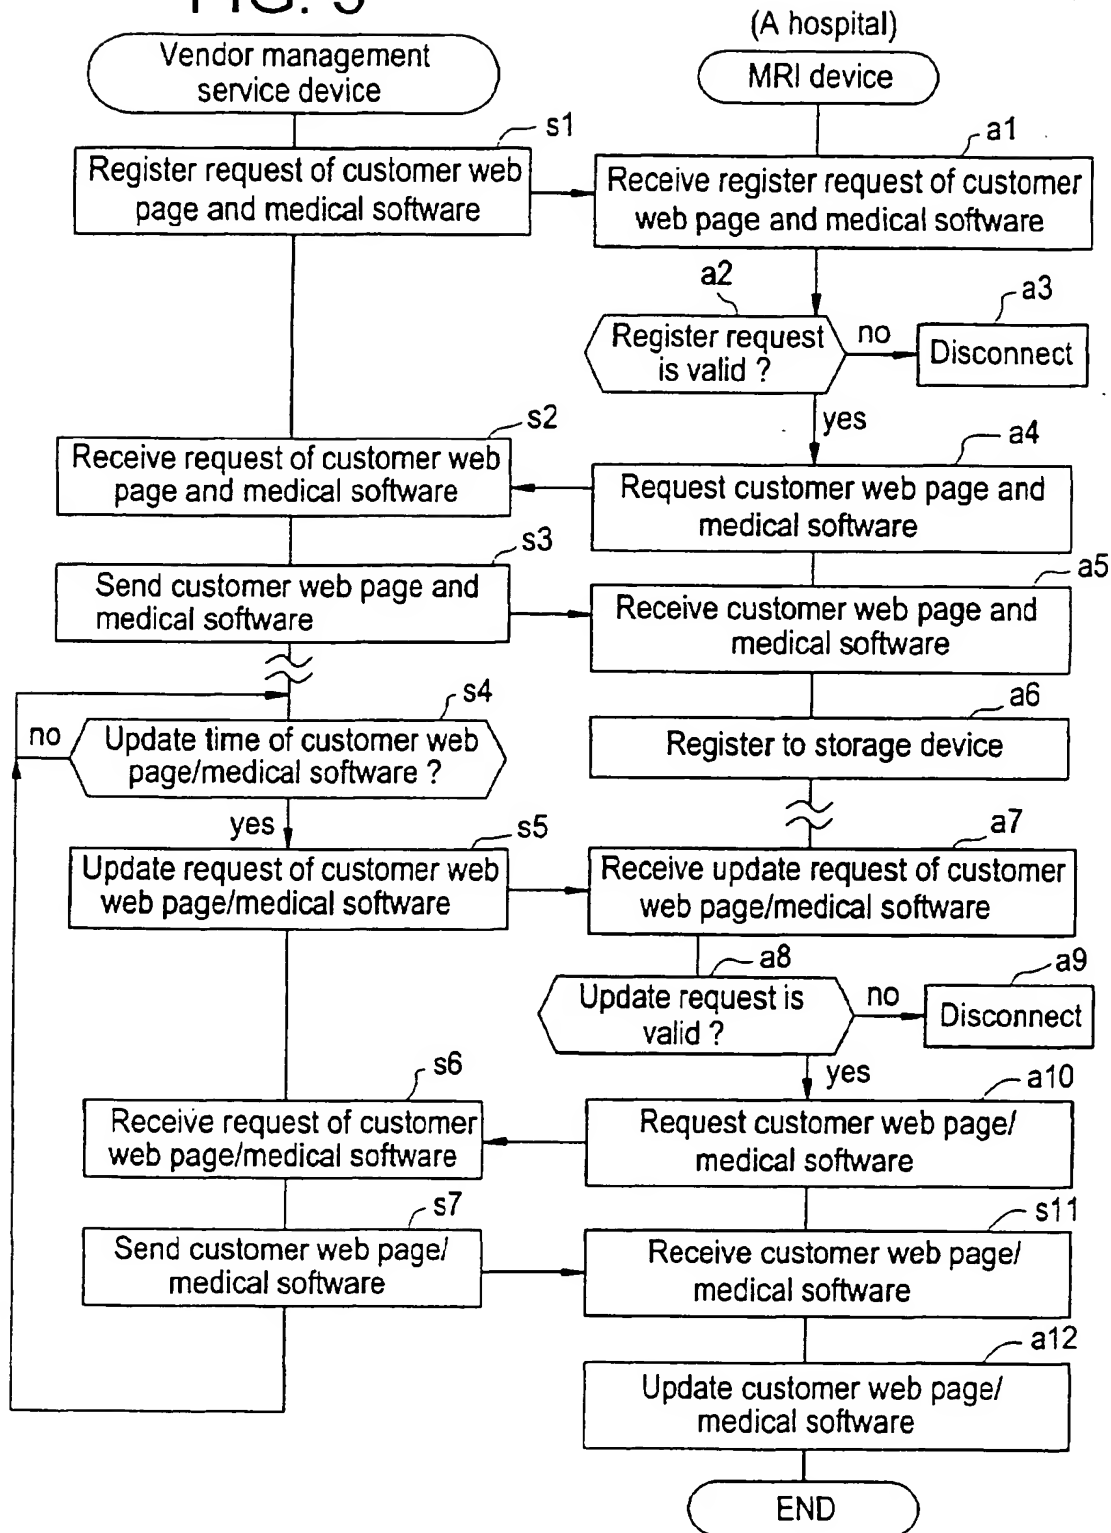 (A hospital)
Vendor management
service device
MRI device
s1
Register request of customer web
page and medical software
a1
Receive register request of customer
web page and medical software
a2
Register request
is valid ?
no
a3
Disconnect
yes
s2
Receive request of customer web
page and medical software
a4
Request customer web page and
medical software
s3
Send customer web page and
medical software
a5
Receive customer web page and
medical software
a6
Register to storage device
s4
no
Update time of customer web
page/medical software ?
yes
s5
Update request of customer web
web page/medical software
a7
Receive update request of customer
web page/medical software
a8
Update request is
valid ?
no
a9
Disconnect
yes
s6
Receive request of customer
web page/medical software
a10
Request customer web page/
medical software
s7
Send customer web page/
medical software
s11
Receive customer web page/
medical software
a12
Update customer web page/
medical software
END